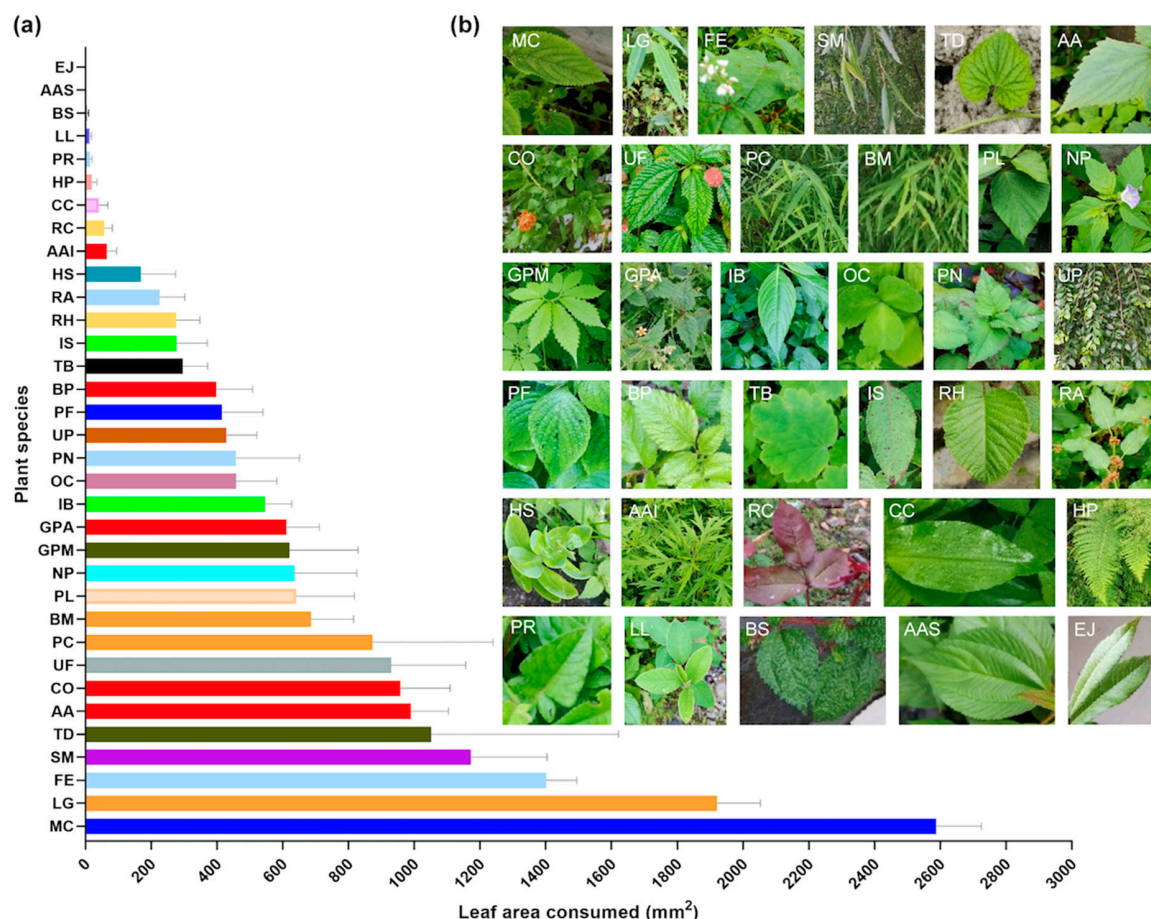 (a)
EJ
AAS
BS
LL
PR
HP
CC
RC
AAI
HS
RA
RH
IS
TB
BP
PF
UP
PN
OC
IB
GPA
GPM
NP
PL
BM
PC
UF
CO
AA
TD
SM
FE
LG
MC
Plant species
0 200 400 600 800 1000 1200 1400 1600 1800 2000 2200 2400 2600 2800 3000
Leaf area consumed (mm²)
(b)
MC LG FE SM TD AA
CO UF PC BM PL NP
GPM GPA IB OC PN UP
PF BP TB IS RH RA
HS AAI RC CC HP
PR LL BS AAS EJ